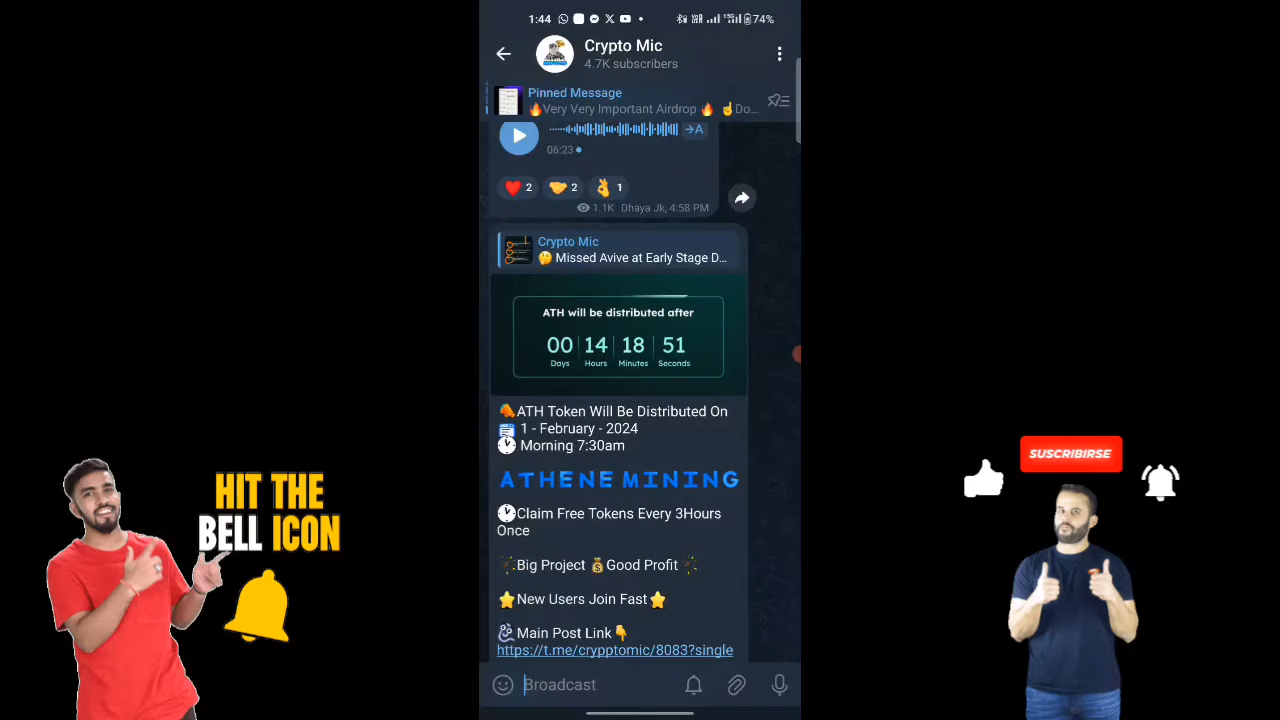 1:44
74%
Crypto Mic
4.7K subscribers
Pinned Message
🔥Very Very Important Airdrop 🔥 ☝Do...
→A
06:23
❤️ 2 🤝 2 👌 1
1.1K Dhaya Jk, 4:58 PM
Crypto Mic
🤔 Missed Avive at Early Stage D...
ATH will be distributed after
00 14 18 51
Days Hours Minutes Seconds
ATH Token Will Be Distributed On
1 - February - 2024
Morning 7:30am
ATHENE MINING
Claim Free Tokens Every 3Hours
Once
Big Project 💰Good Profit
⭐New Users Join Fast⭐
Main Post Link👇
https://t.me/crypptomic/8083?single
Broadcast
HIT THE
BELL ICON
SUSCRIBIRSE